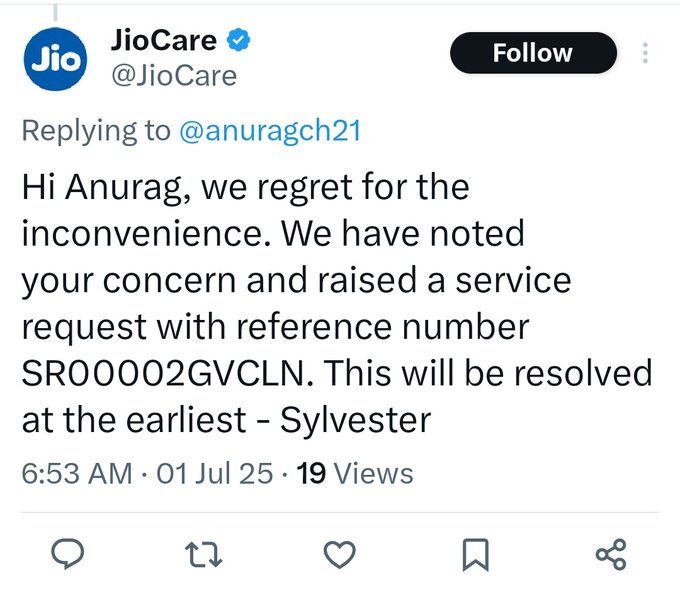 Jio
JioCare
@JioCare
Follow
Replying to @anuragch21
Hi Anurag, we regret for the
inconvenience. We have noted
your concern and raised a service
request with reference number
SR00002GVCLN. This will be resolved
at the earliest - Sylvester
6:53 AM · 01 Jul 25 · 19 Views